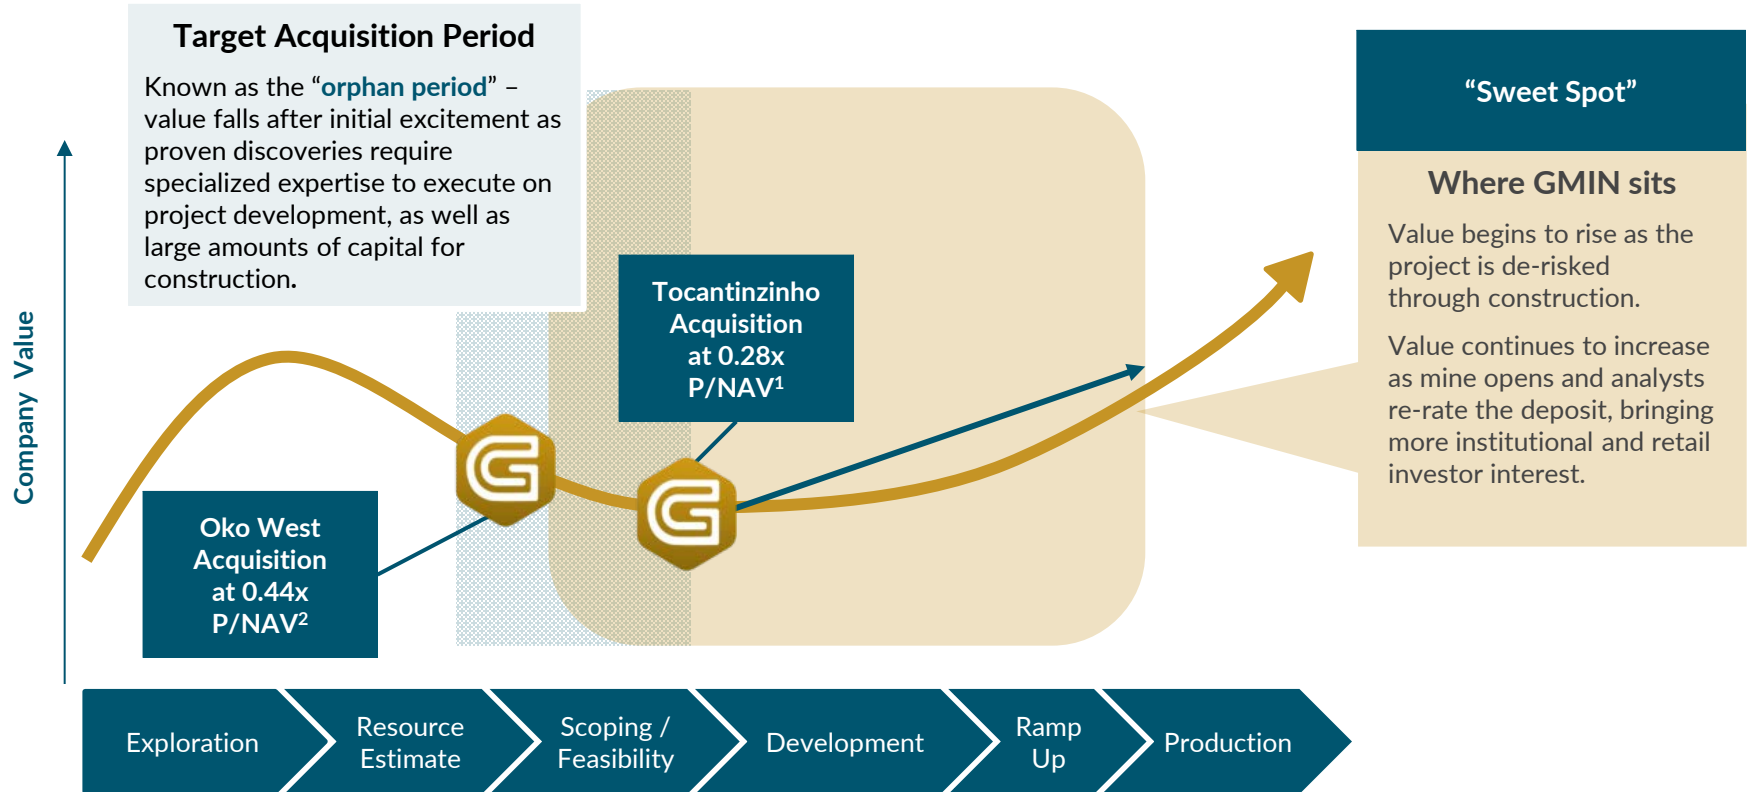 Target Acquisition Period
Known as the “orphan period” –
value falls after initial excitement as
proven discoveries require
specialized expertise to execute on
project development, as well as
large amounts of capital for
construction.
“Sweet Spot”
Where GMIN sits
Value begins to rise as the
project is de-risked
through construction.
Value continues to increase
as mine opens and analysts
re-rate the deposit, bringing
more institutional and retail
investor interest.
Tocantinzinho
Acquisition
at 0.28x
P/NAV¹
Company Value
G
G
Oko West
Acquisition
at 0.44x
P/NAV²
Exploration
Resource
Estimate
Scoping /
Feasibility
Development
Ramp
Up
Production